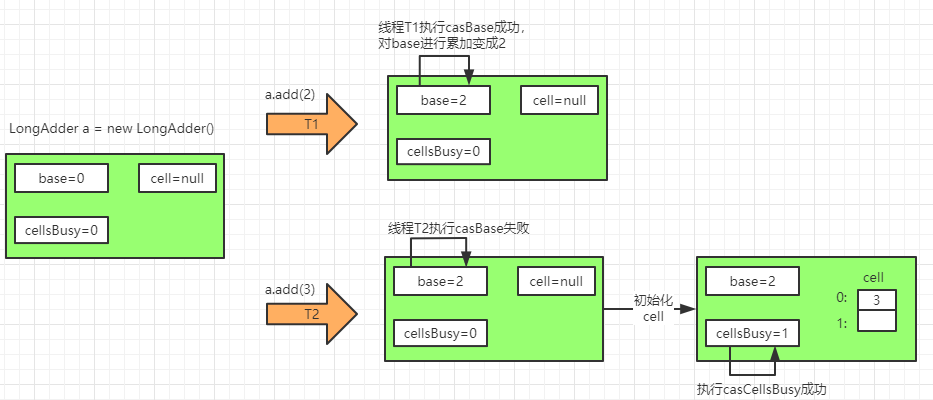 LongAdder a = new LongAdder()
base=0
cell=null
cellsBusy=0
a.add(2)
T1
线程T1执行casBase成功，
对base进行累加变成2
base=2
cell=null
cellsBusy=0
a.add(3)
T2
线程T2执行casBase失败
base=2
cell=null
cellsBusy=0
初始化
cell
base=2
cell
0:
3
1:
cellsBusy=1
执行casCellsBusy成功